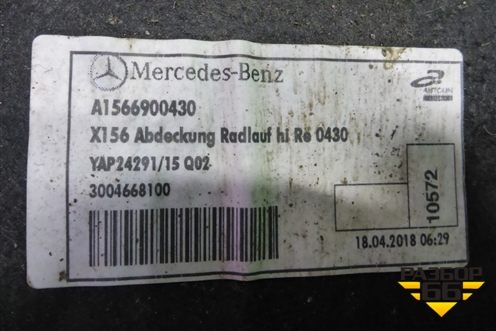 Mercedes-Benz
ANTOLIN
A1566900430
X156 Abdeckung Radlauf hi Re 0430
YAP24291/15 Q02
3004668100
10572
18.04.2018 06:29
РАЗБОР
66